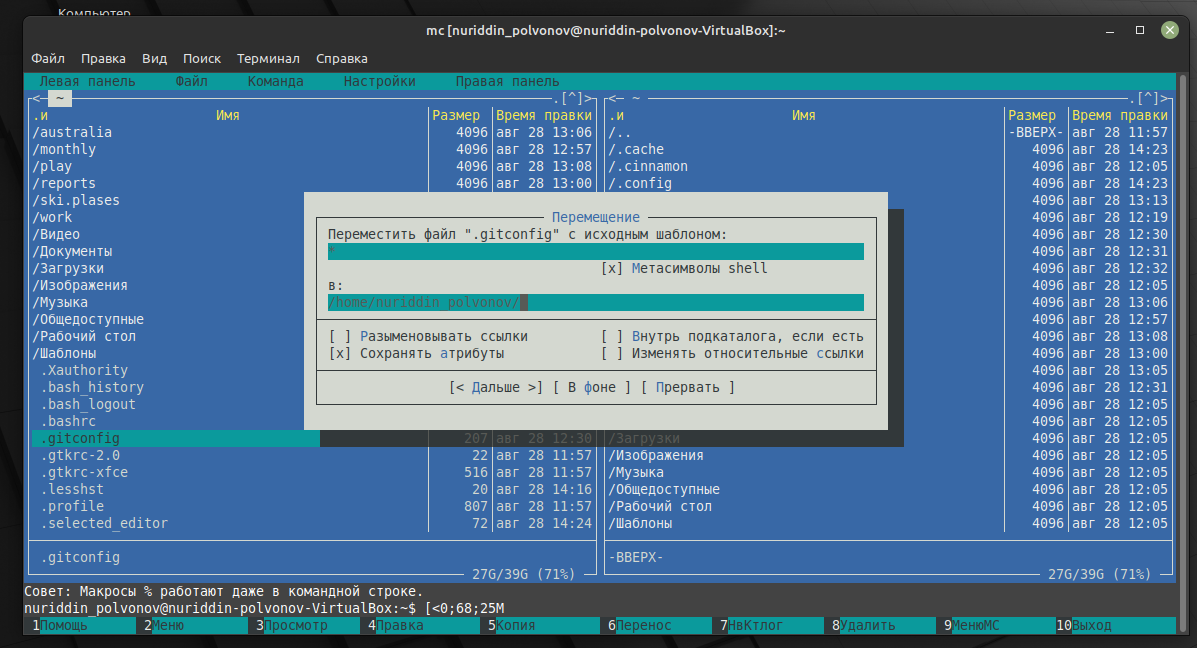 Компьютер
mc [nuriddin_polvonov@nuriddin-polvonov-VirtualBox]:~
Файл Правка Вид Поиск Терминал Справка
Левая панель Файл Команда Настройки Правая панель
<- ~ .[^]> <- ~ .[^]>
.и Имя Размер Время правки .и Имя Размер Время правки
/australia 4096 авг 28 13:06 /.. -ВВЕРХ- авг 28 11:57
/monthly 4096 авг 28 12:57 /.cache 4096 авг 28 14:23
/play 4096 авг 28 13:08 /.cinnamon 4096 авг 28 12:05
/reports 4096 авг 28 13:00 /.config 4096 авг 28 14:23
/ski.plases 4096 авг 28 13:13
/work Перемещение 4096 авг 28 12:19
/Видео Переместить файл ".gitconfig" с исходным шаблоном: 4096 авг 28 12:30
/Документы * 4096 авг 28 12:31
/Загрузки [x] Метасимволы shell 4096 авг 28 12:32
/Изображения в: 4096 авг 28 12:05
/Музыка /home/nuriddin_polvonov/ 4096 авг 28 13:06
/Общедоступные 4096 авг 28 12:57
/Рабочий стол [ ] Разыменовывать ссылки [ ] Внутрь подкаталога, если есть 4096 авг 28 13:08
/Шаблоны [x] Сохранять атрибуты [ ] Изменять относительные ссылки 4096 авг 28 13:00
.Xauthority 4096 авг 28 13:05
.bash_history [< Дальше >] [ В фоне ] [ Прервать ] 4096 авг 28 12:31
.bash_logout 4096 авг 28 12:05
.bashrc 4096 авг 28 12:05
.gitconfig 207 авг 28 12:30 /Загрузки 4096 авг 28 12:05
.gtkrc-2.0 22 авг 28 11:57 /Изображения 4096 авг 28 12:05
.gtkrc-xfce 516 авг 28 11:57 /Музыка 4096 авг 28 12:05
.lesshst 20 авг 28 14:16 /Общедоступные 4096 авг 28 12:05
.profile 807 авг 28 11:57 /Рабочий стол 4096 авг 28 12:05
.selected_editor 72 авг 28 14:24 /Шаблоны 4096 авг 28 12:05
.gitconfig -ВВЕРХ-
27G/39G (71%) 27G/39G (71%)
Совет: Макросы % работают даже в командной строке.
nuriddin_polvonov@nuriddin-polvonov-VirtualBox:~$ [<0;68;25M
1Помощь 2Меню 3Просмотр 4Правка 5Копия 6Перенос 7НвКтлог 8Удалить 9МенюМС 10Выход